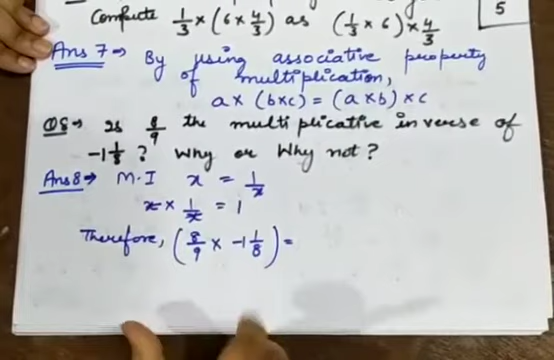 Compute 1/3 × (6 × 4/3) as (1/3 × 6) × 4/3
5
Ans 7⇒ By using associative property
of multiplication,
a × (b×c) = (a×b) × c
Q8⇒ Is 8/9 the multiplicative inverse of
-1 1/8 ? Why or Why not ?
Ans8⇒ M.I x = 1/x
x × 1/x = 1
Therefore, (8/9 × -1 1/8) =